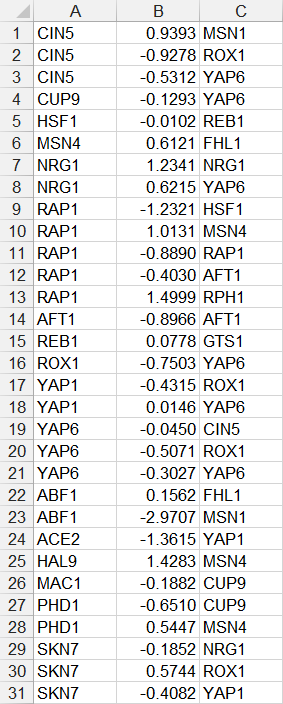 A B C
1 CIN5 0.9393 MSN1
2 CIN5 -0.9278 ROX1
3 CIN5 -0.5312 YAP6
4 CUP9 -0.1293 YAP6
5 HSF1 -0.0102 REB1
6 MSN4 0.6121 FHL1
7 NRG1 1.2341 NRG1
8 NRG1 0.6215 YAP6
9 RAP1 -1.2321 HSF1
10 RAP1 1.0131 MSN4
11 RAP1 -0.8890 RAP1
12 RAP1 -0.4030 AFT1
13 RAP1 1.4999 RPH1
14 AFT1 -0.8966 AFT1
15 REB1 0.0778 GTS1
16 ROX1 -0.7503 YAP6
17 YAP1 -0.4315 ROX1
18 YAP1 0.0146 YAP6
19 YAP6 -0.0450 CIN5
20 YAP6 -0.5071 ROX1
21 YAP6 -0.3027 YAP6
22 ABF1 0.1562 FHL1
23 ABF1 -2.9707 MSN1
24 ACE2 -1.3615 YAP1
25 HAL9 1.4283 MSN4
26 MAC1 -0.1882 CUP9
27 PHD1 -0.6510 CUP9
28 PHD1 0.5447 MSN4
29 SKN7 -0.1852 NRG1
30 SKN7 0.5744 ROX1
31 SKN7 -0.4082 YAP1